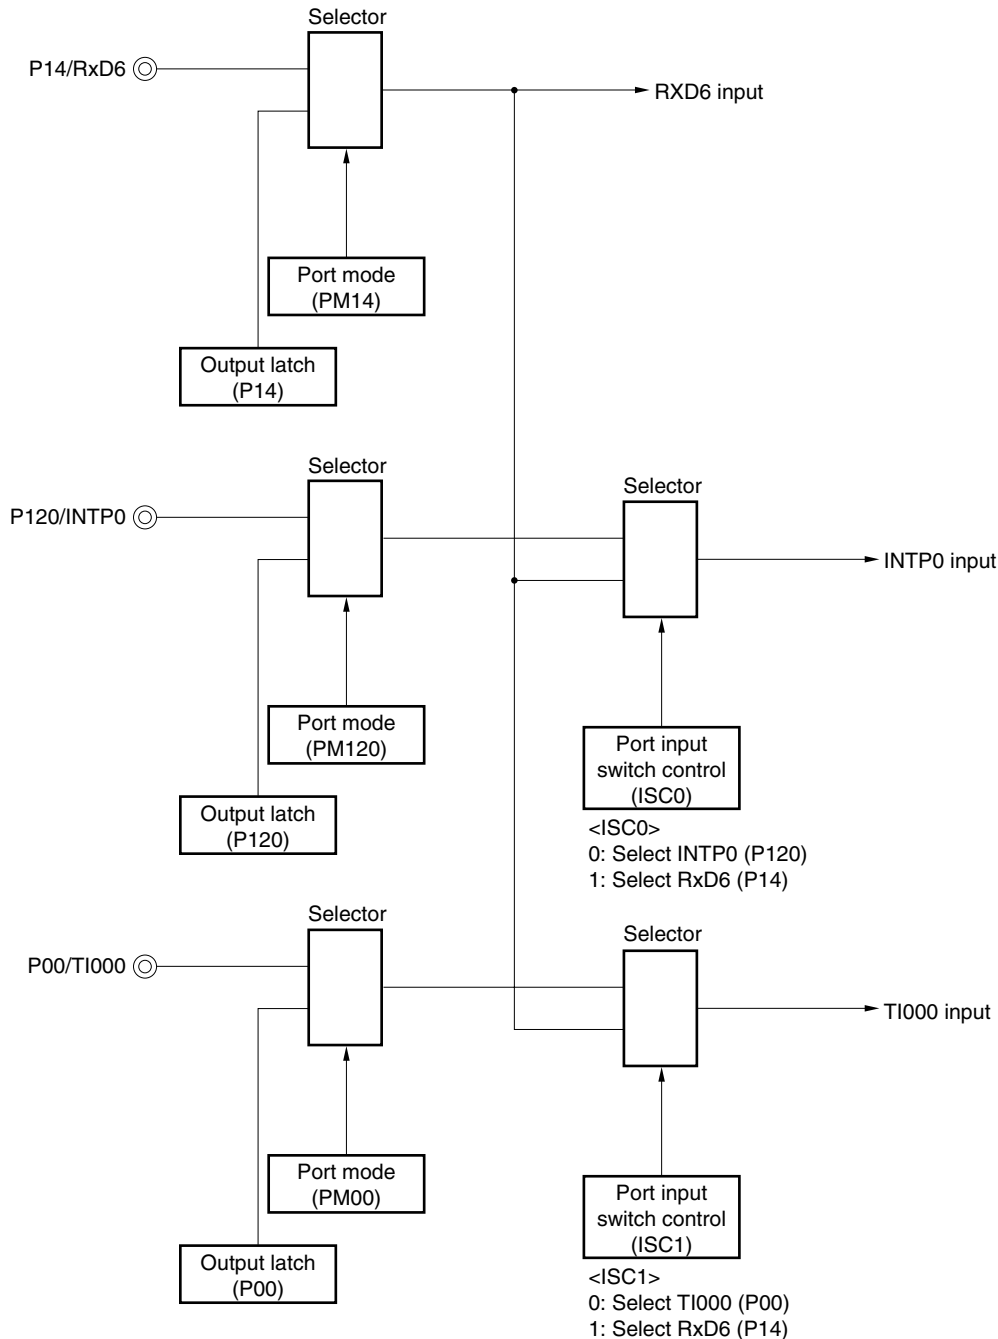 Selector
P14/RxD6
RXD6 input
Port mode
(PM14)
Output latch
(P14)
Selector
P120/INTP0
Selector
INTP0 input
Port mode
(PM120)
Port input
switch control
(ISC0)
Output latch
(P120)
<ISC0>
0: Select INTP0 (P120)
1: Select RxD6 (P14)
Selector
P00/TI000
Selector
TI000 input
Port mode
(PM00)
Port input
switch control
(ISC1)
Output latch
(P00)
<ISC1>
0: Select TI000 (P00)
1: Select RxD6 (P14)